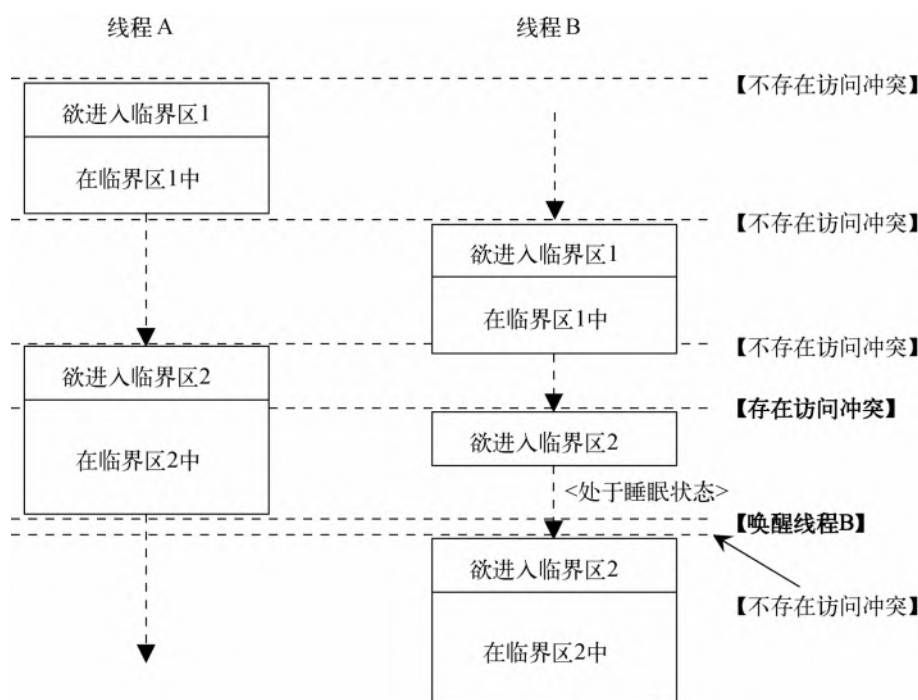 线程A
线程B
【不存在访问冲突】
欲进入临界区1
在临界区1中
【不存在访问冲突】
欲进入临界区1
在临界区1中
【不存在访问冲突】
欲进入临界区2
【存在访问冲突】
欲进入临界区2
在临界区2中
<处于睡眠状态>
【唤醒线程B】
欲进入临界区2
【不存在访问冲突】
在临界区2中